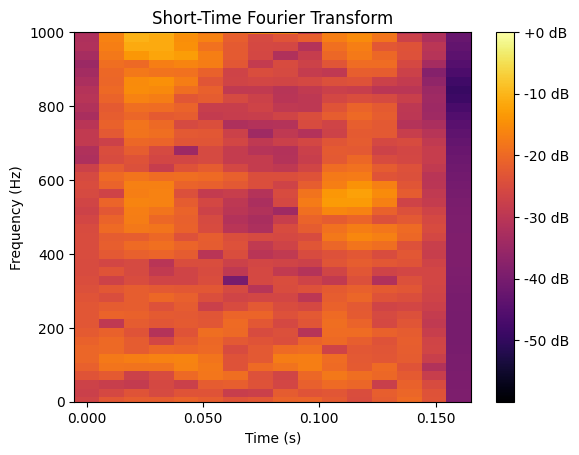 Short-Time Fourier Transform
Frequency (Hz)
1000
800
600
400
200
0
0.000
0.050
0.100
0.150
Time (s)
+0 dB
-10 dB
-20 dB
-30 dB
-40 dB
-50 dB